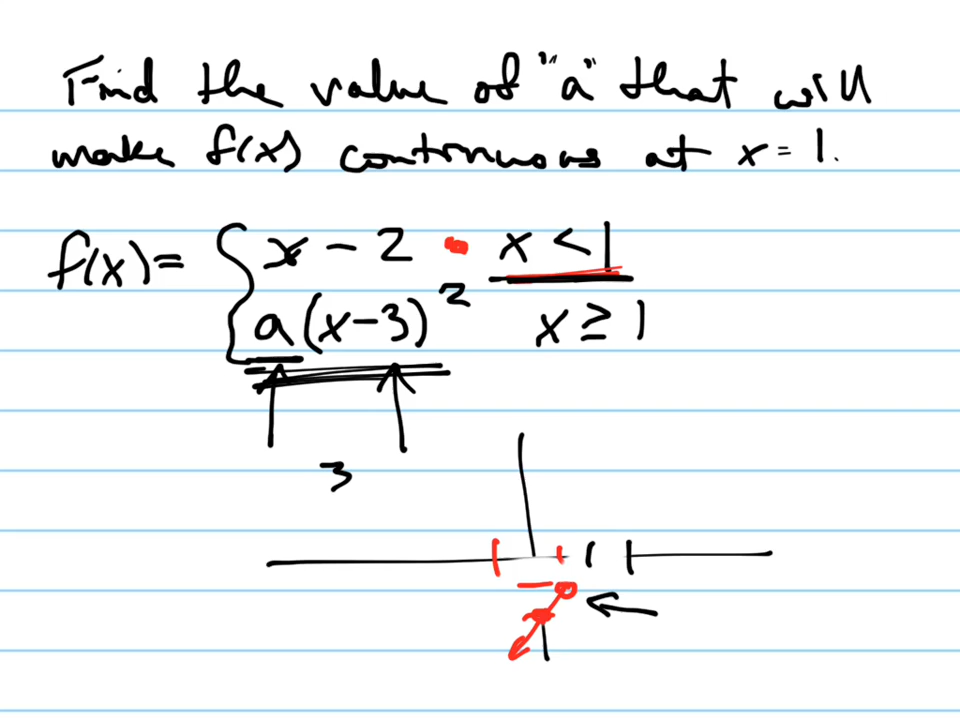 Find the value of "a" that will
make f(x) continuous at x = 1.
f(x) = { x - 2 x < 1
a(x-3)² x ≥ 1
3